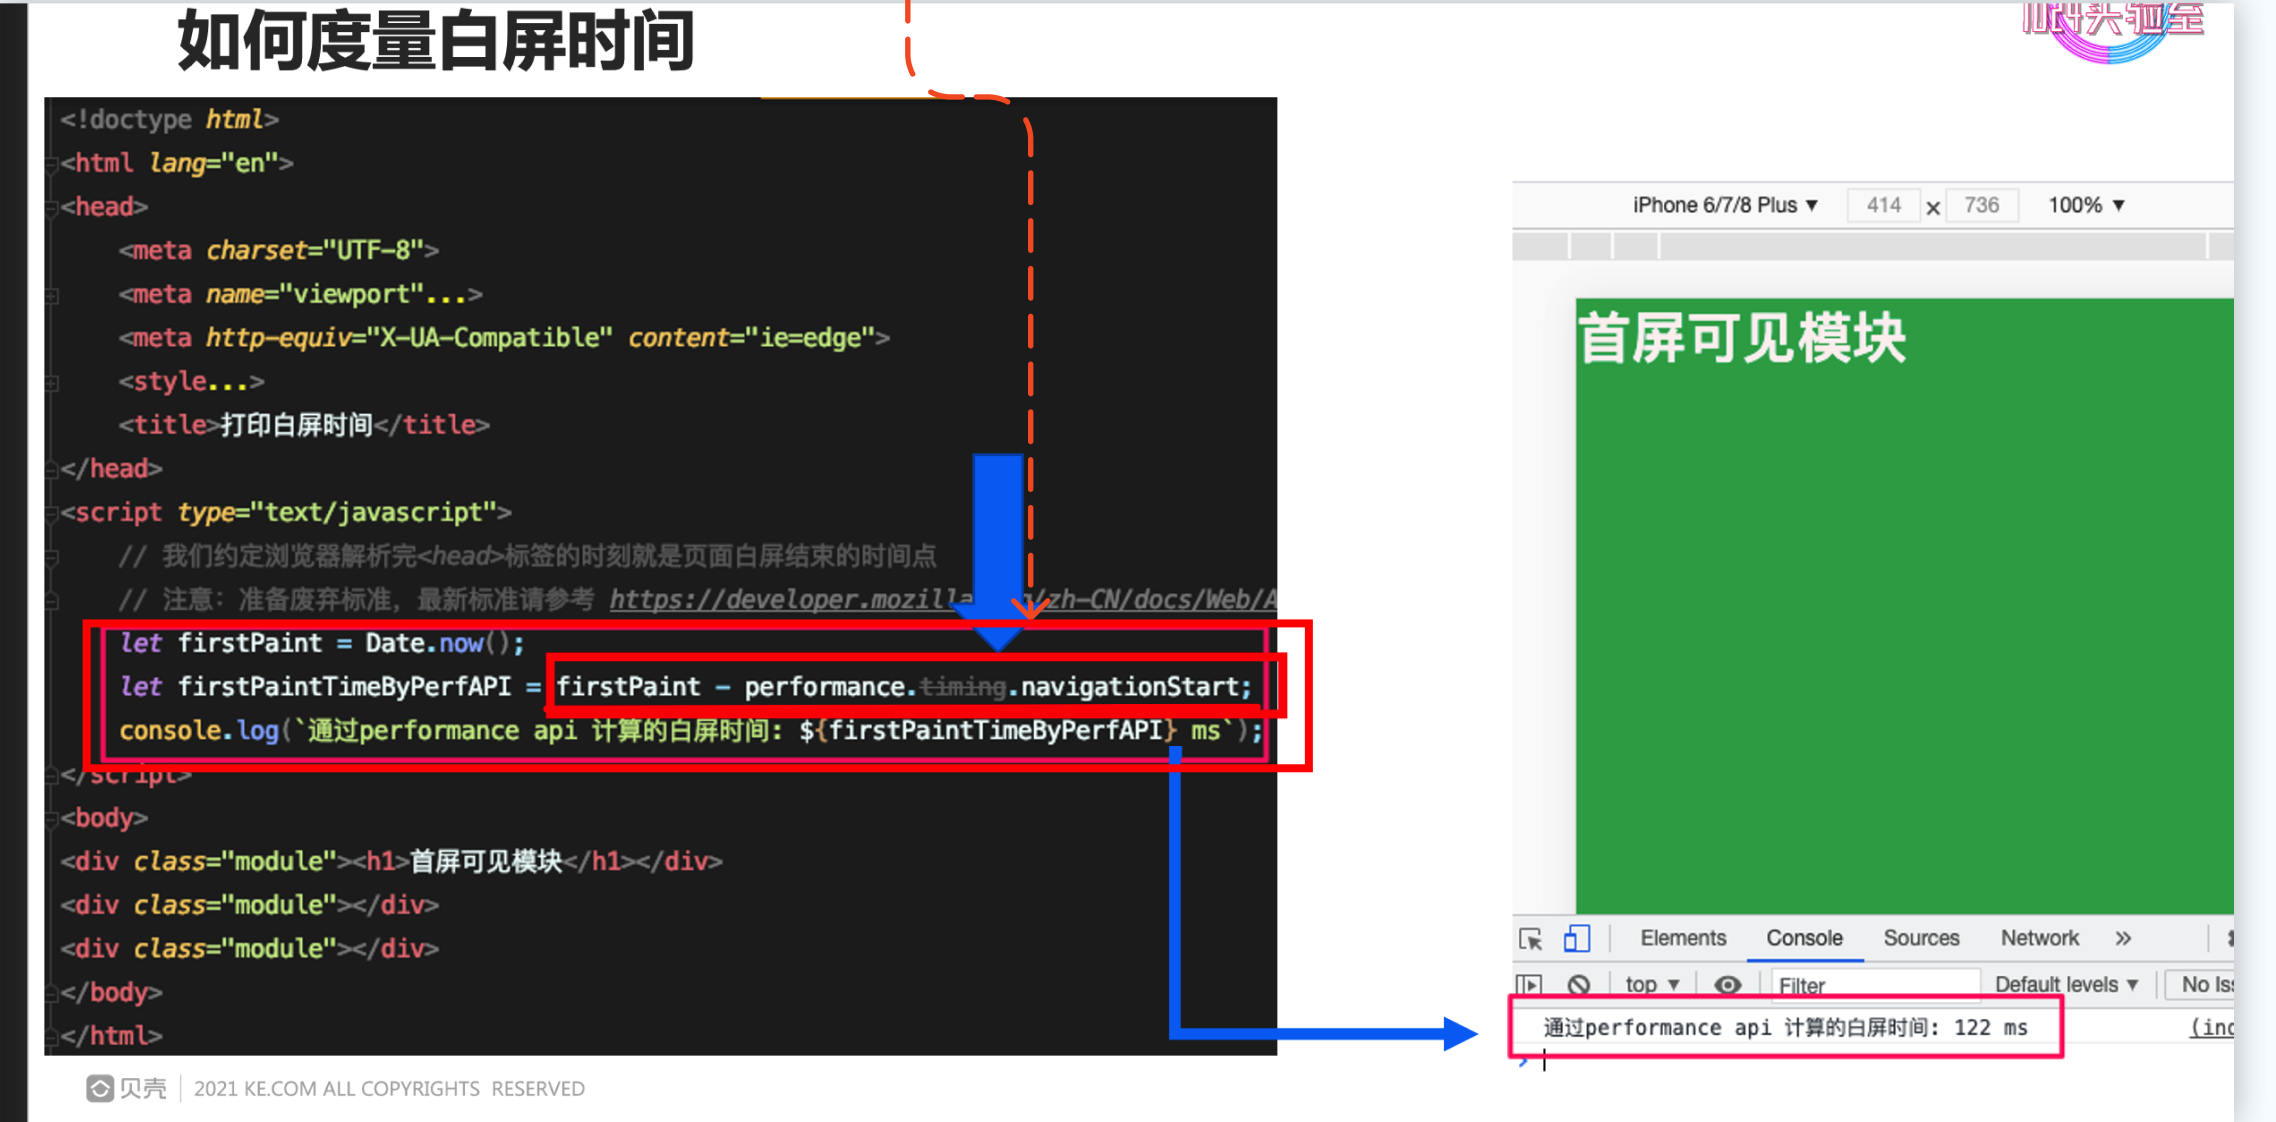 如何度量白屏时间
<!doctype html>
<html lang="en">
<head>
<meta charset="UTF-8">
<meta name="viewport"...>
<meta http-equiv="X-UA-Compatible" content="ie=edge">
<style...>
<title>打印白屏时间</title>
</head>
<script type="text/javascript">
// 我们约定浏览器解析完<head>标签的时刻就是页面白屏结束的时间点
// 注意：准备废弃标准，最新标准请参考 https://developer.mozilla /zh-CN/docs/Web/A
let firstPaint = Date.now();
let firstPaintTimeByPerfAPI = firstPaint - performance.timing.navigationStart;
console.log(`通过performance api 计算的白屏时间: ${firstPaintTimeByPerfAPI} ms`);
</script>
<body>
<div class="module"><h1>首屏可见模块</h1></div>
<div class="module"></div>
<div class="module"></div>
</body>
</html>
贝壳 | 2021 KE.COM ALL COPYRIGHTS RESERVED
iPhone 6/7/8 Plus ▼ 414 x 736 100% ▼
首屏可见模块
Elements Console Sources Network »
top ▼ Filter Default levels ▼ No Iss
通过performance api 计算的白屏时间: 122 ms (ind
>